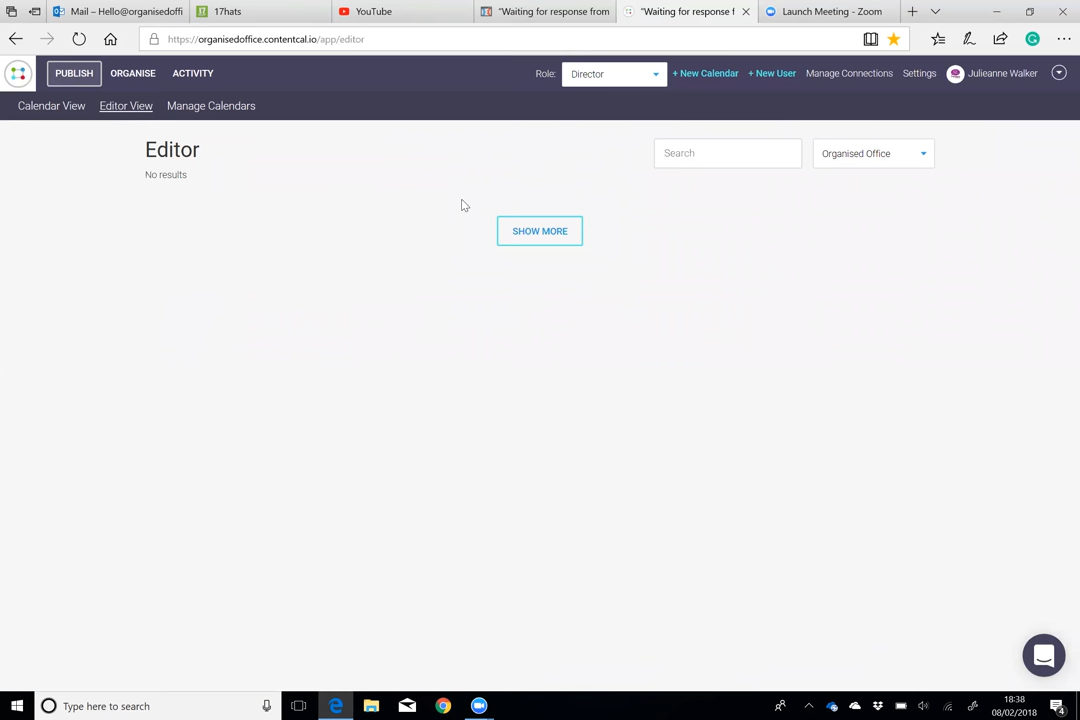 Mail – Hello@organisedoffi
17hats
YouTube
"Waiting for response from
"Waiting for response f
Launch Meeting - Zoom
https://organisedoffice.contentcal.io/app/editor
PUBLISH
ORGANISE
ACTIVITY
Role:
Director
+ New Calendar
+ New User
Manage Connections
Settings
Julieanne Walker
Calendar View
Editor View
Manage Calendars
Editor
Search
Organised Office
No results
SHOW MORE
Type here to search
18:38
08/02/2018
4